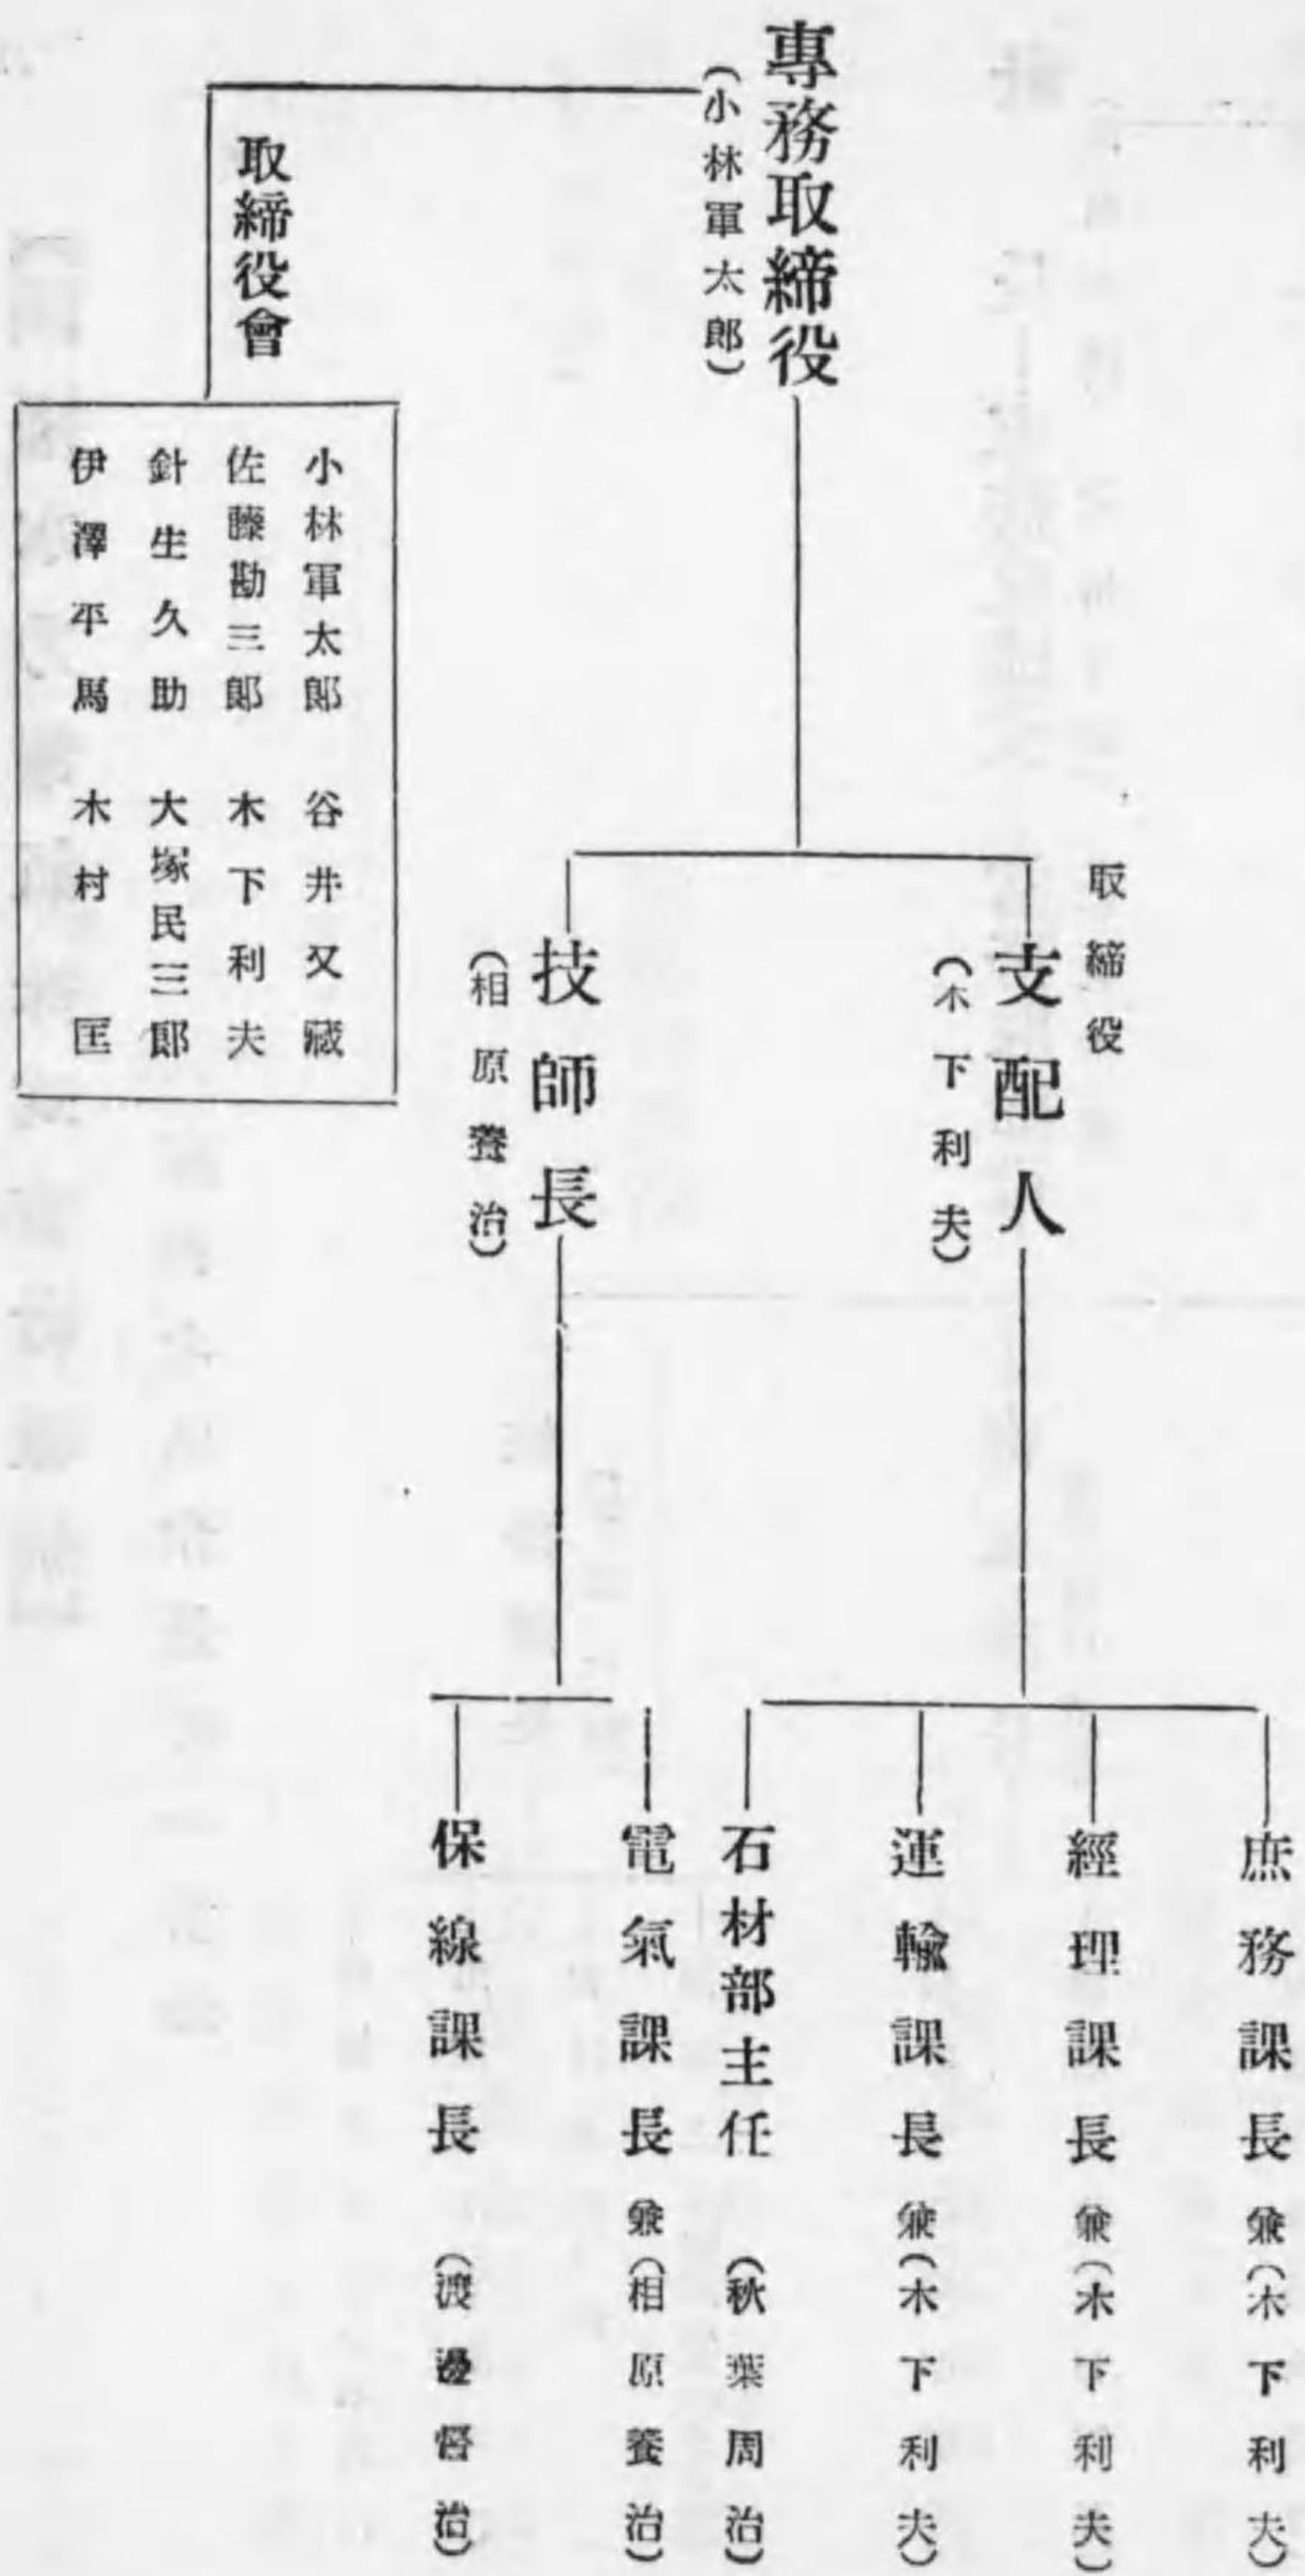 專務取締役
(小林軍太郎)
取締役會
小林軍太郎 谷井又藏
佐藤勘三郎 木下利夫
針生久助 大塚民三郎
伊澤平馬 木村匡
取締役
支配人
(木下利夫)
技師長
(相原養治)
庶務課長兼(木下利夫)
經理課長兼(木下利夫)
運輸課長兼(木下利夫)
石材部主任 (秋葉周治)
電氣課長兼(相原養治)
保線課長 (渡邊督治)